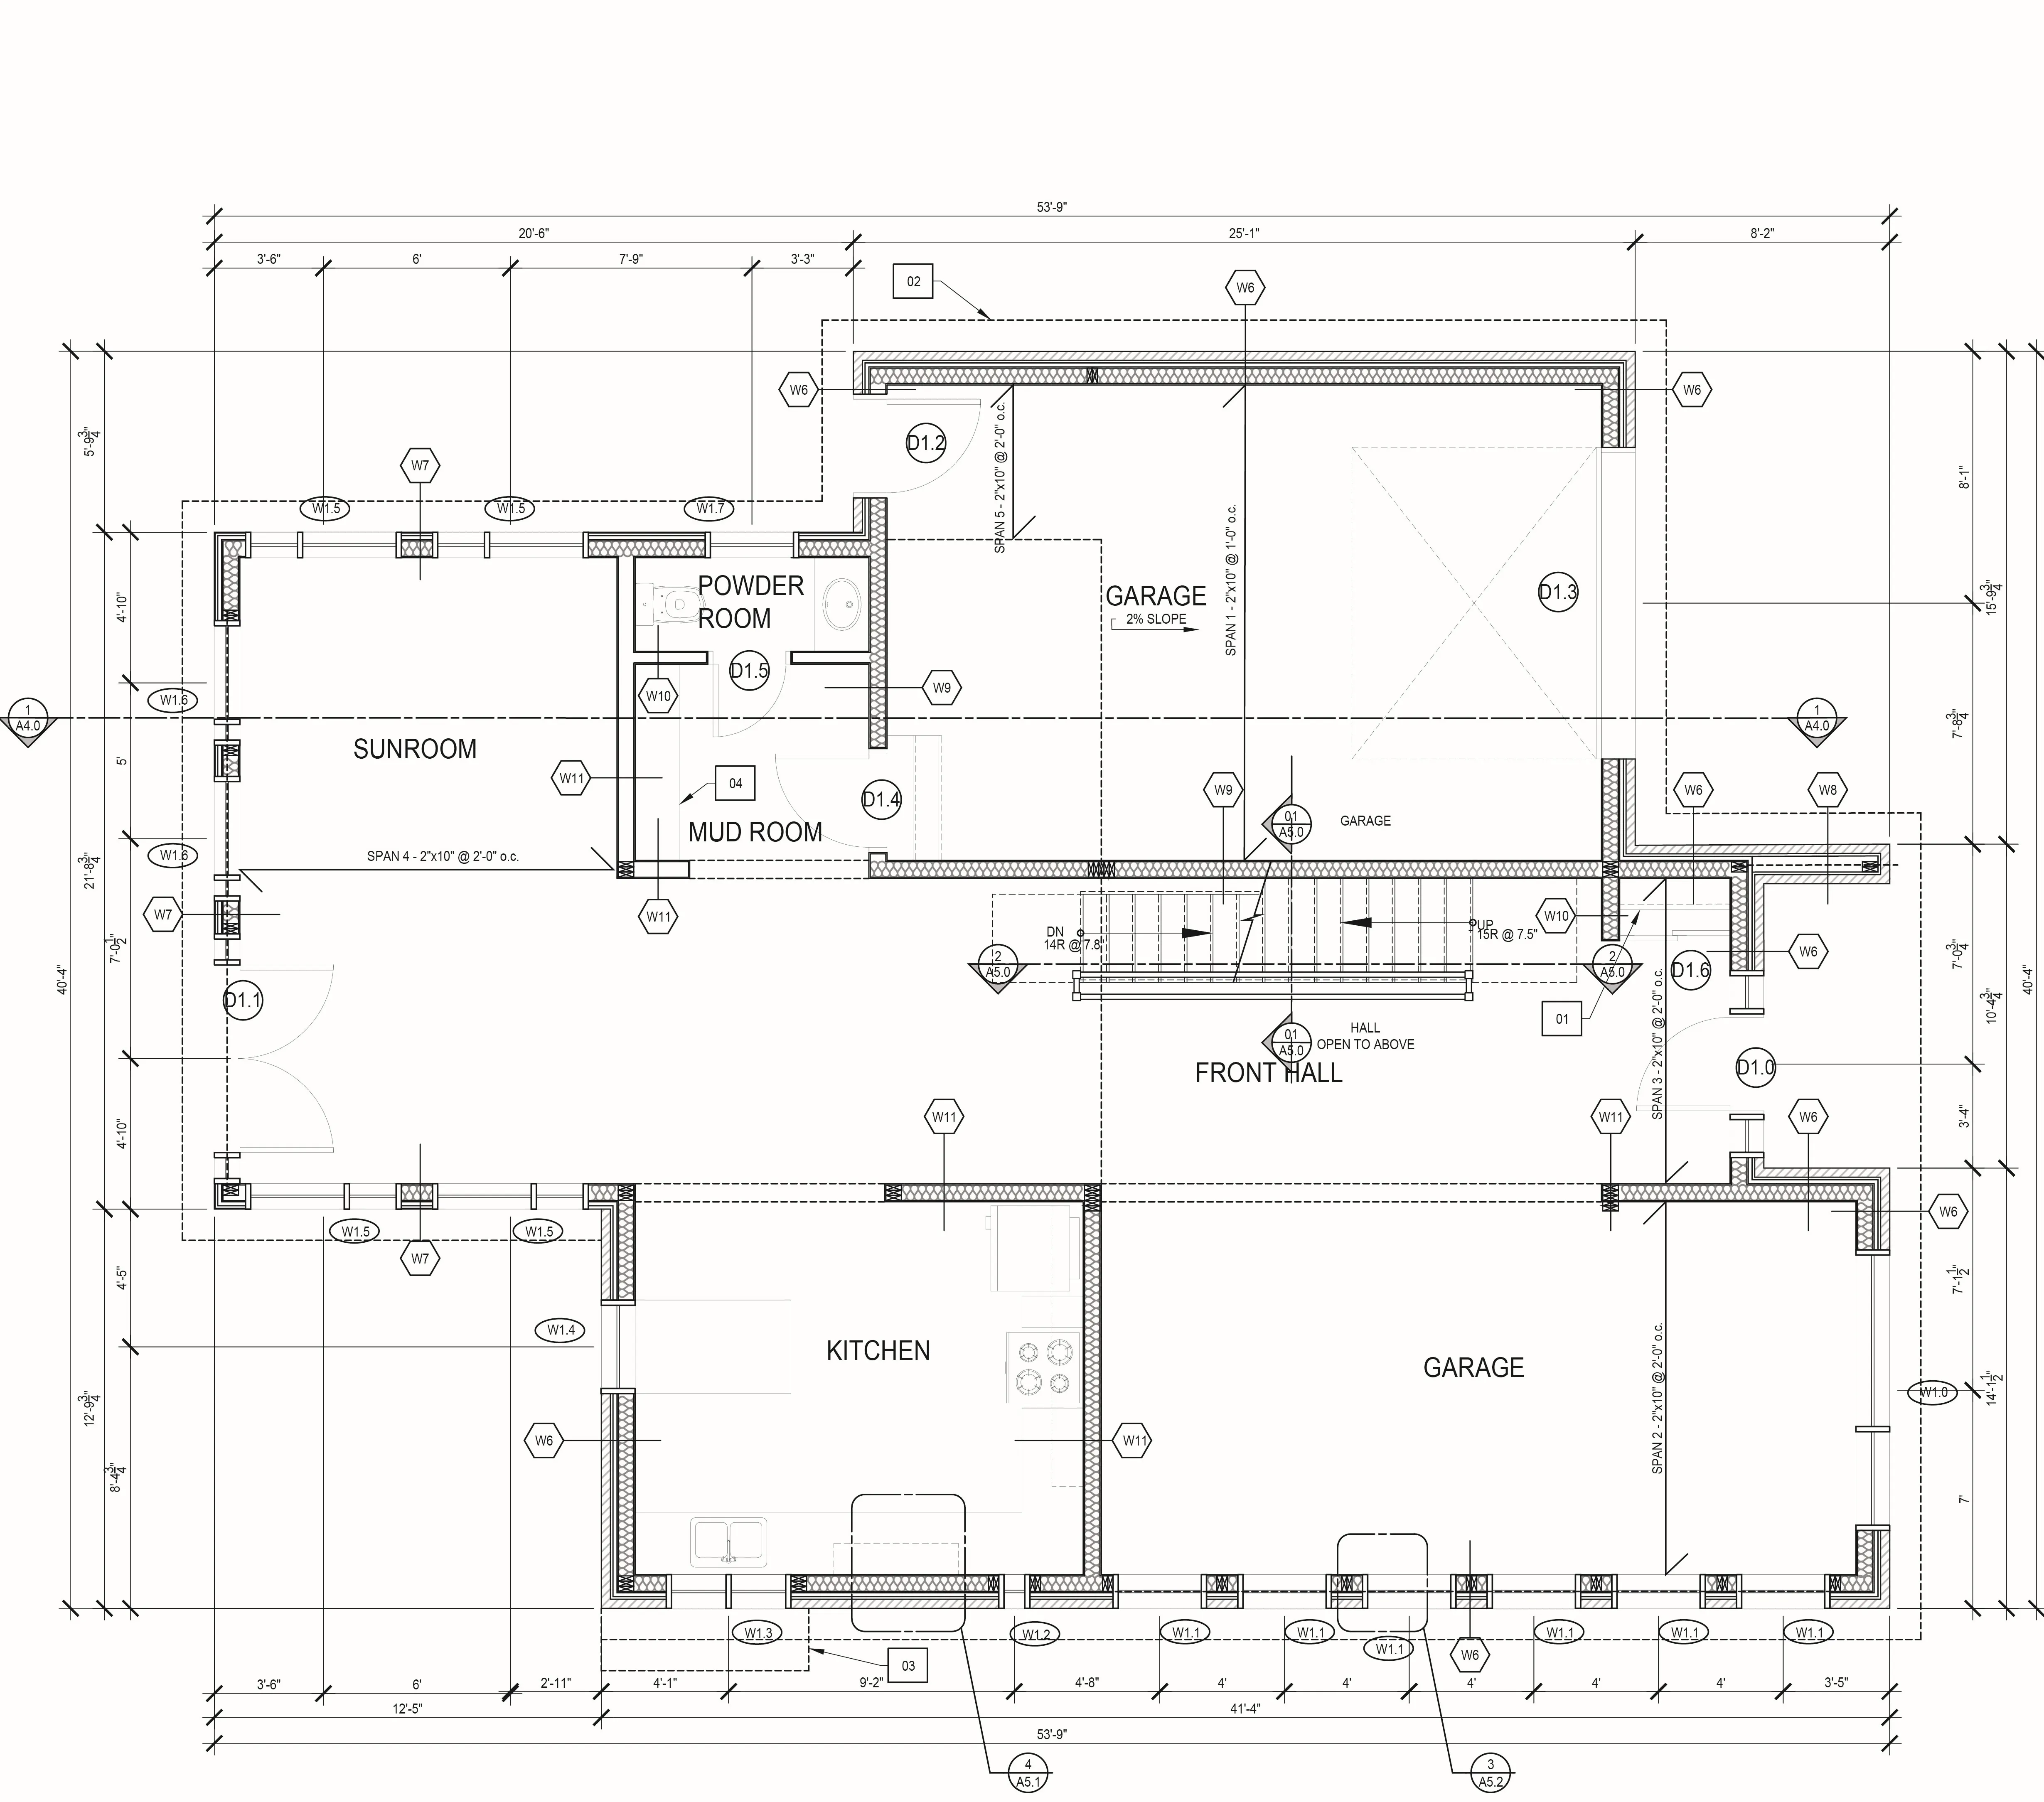 53'-9"
20'-6" 25'-1" 8'-2"
3'-6" 6' 7'-9" 3'-3"
02
W6
W6 W6
D1.2
5'-9 3/4"
W7
8'-1"
SPAN 5 - 2"x10" @ 2'-0" o.c.
W1.5 W1.5 W1.7
SPAN 1 - 2"x10" @ 1'-0" o.c.
POWDER
ROOM
GARAGE
2% SLOPE
D1.3
4'-10"
15'-9 3/4"
D1.5
W10 W9
W1.6
1
A4.0
1
A4.0
7'-8 3/4"
SUNROOM
5'
W11 04 D1.4 W9 W6 W8
01
A5.0
GARAGE
MUD ROOM
W1.6
SPAN 4 - 2"x10" @ 2'-0" o.c.
21'-8 3/4"
W7 W11 W10
DN
14R @ 7.8"
UP
15R @ 7.5"
7'-0 1/2"
W6
7'-0 3/4"
2
A5.0
2
A5.0
D1.6
40'-4"
40'-4"
D1.1
01
10'-4 3/4"
01
A5.0
HALL
OPEN TO ABOVE
SPAN 3 - 2"x10" @ 2'-0" o.c.
FRONT HALL
D1.0
W11 W11 W6
4'-10"
3'-4"
W6
W1.5 W1.5
W7
4'-5"
7'-1 1/2"
W1.4
KITCHEN
GARAGE
SPAN 2 - 2"x10" @ 2'-0" o.c.
W1.0
12'-9 3/4"
14'-1 1/2"
W6 W11
8'-4 3/4"
7'
W1.3 W1.2 W1.1 W1.1 W1.1 W1.1 W1.1 W1.1
W6
03
3'-6" 6' 2'-11" 4'-1" 9'-2" 4'-8" 4' 4' 4' 4' 4' 3'-5"
12'-5" 41'-4"
53'-9"
4
A5.1
3
A5.2